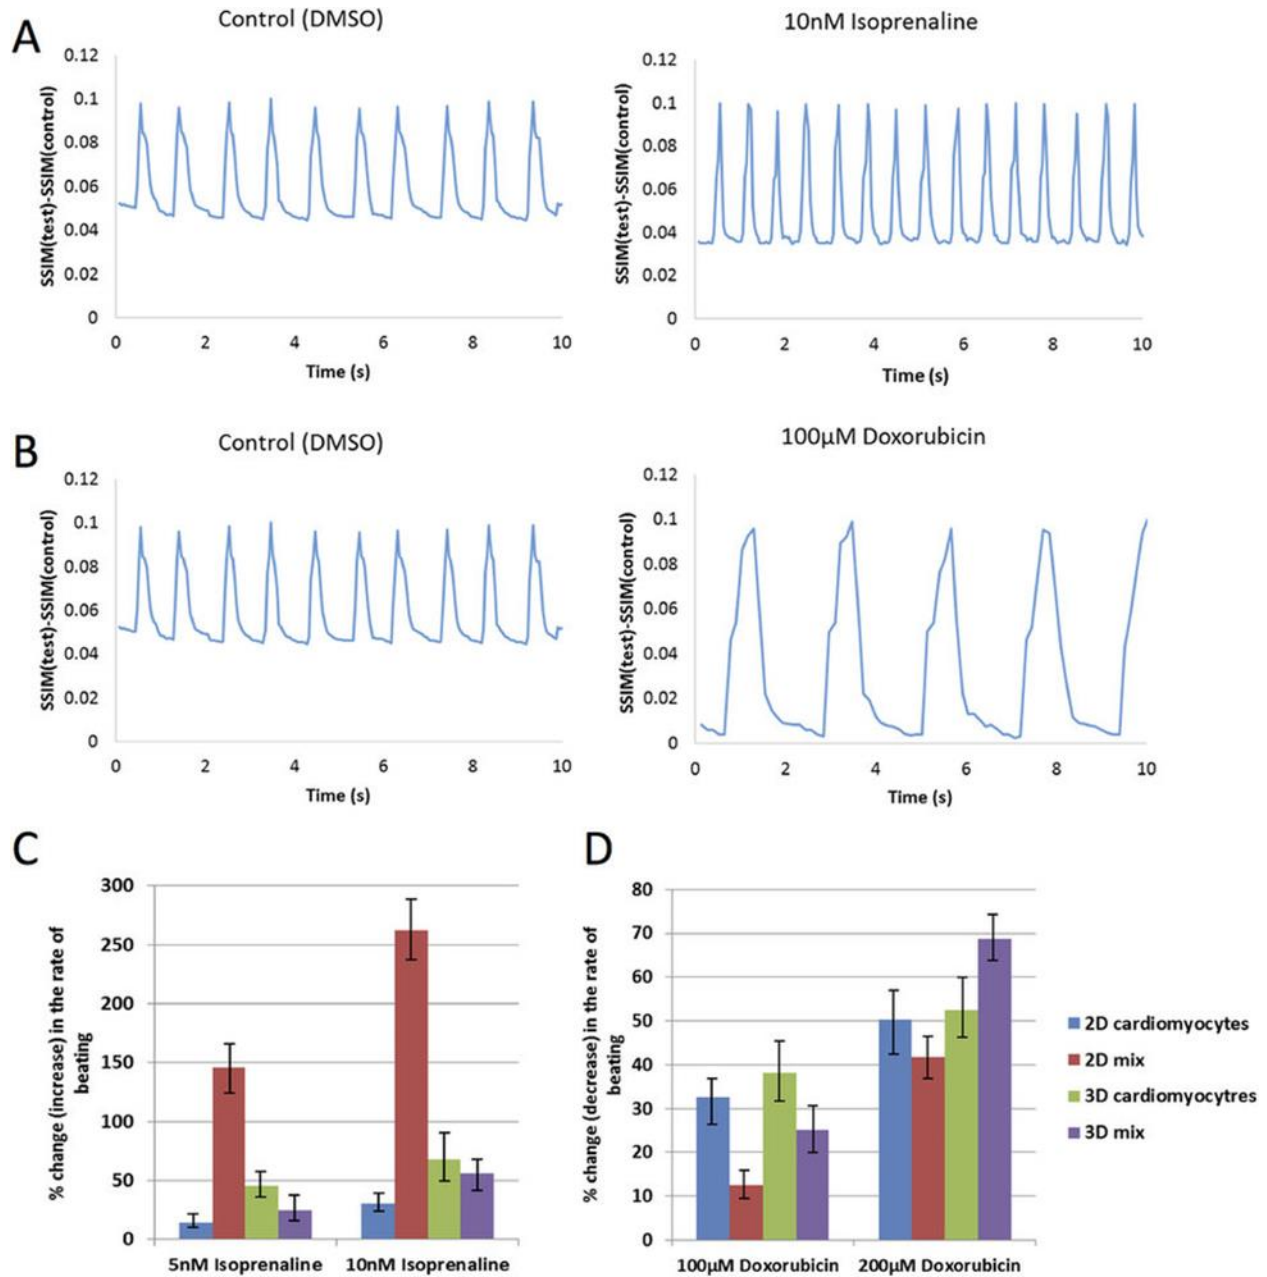 A
Control (DMSO)
10nM Isoprenaline
SSIM(test)-SSIM(control)
0.12
0.1
0.08
0.06
0.04
0.02
0
0 2 4 6 8 10
Time (s)
SSIM(test)-SSIM(control)
0.12
0.1
0.08
0.06
0.04
0.02
0
0 2 4 6 8 10
Time (s)
B
Control (DMSO)
100µM Doxorubicin
SSIM(test)-SSIM(control)
0.12
0.1
0.08
0.06
0.04
0.02
0
0 2 4 6 8 10
Time (s)
SSIM(test)-SSIM(control)
0.12
0.1
0.08
0.06
0.04
0.02
0
0 2 4 6 8 10
Time (s)
C
% change (increase) in the rate of
beating
300
250
200
150
100
50
0
5nM Isoprenaline 10nM Isoprenaline
D
% change (decrease) in the rate of
beating
80
70
60
50
40
30
20
10
0
100µM Doxorubicin 200µM Doxorubicin
2D cardiomyocytes
2D mix
3D cardiomyocytres
3D mix